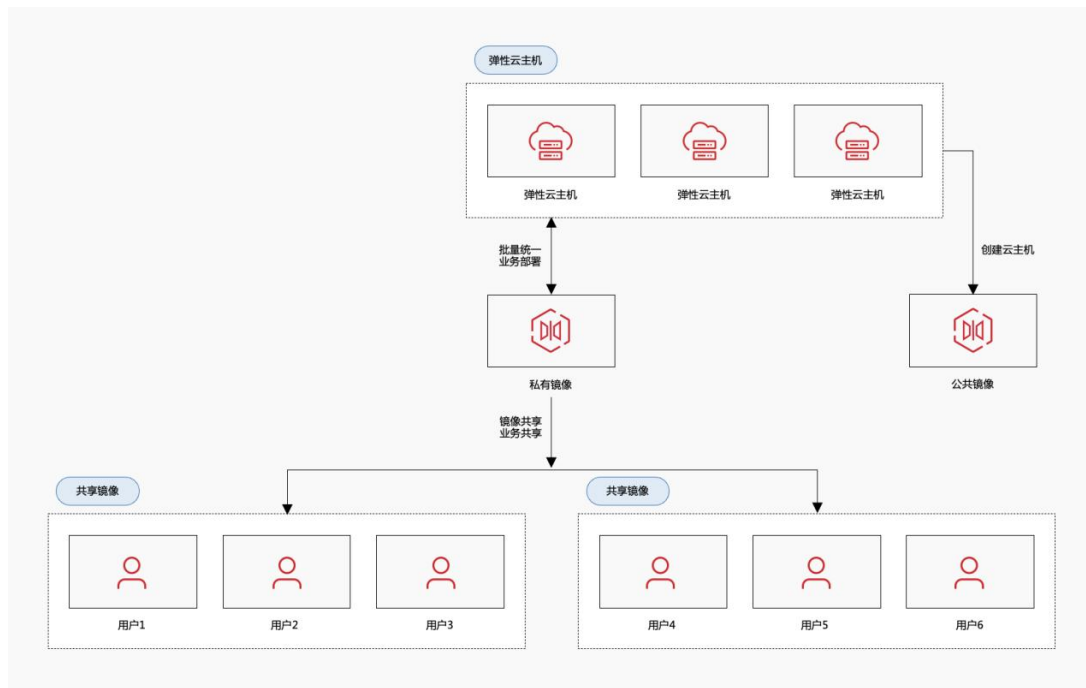 弹性云主机
弹性云主机
弹性云主机
弹性云主机
批量统一
业务部署
创建云主机
私有镜像
公共镜像
镜像共享
业务共享
共享镜像
共享镜像
用户1
用户2
用户3
用户4
用户5
用户6